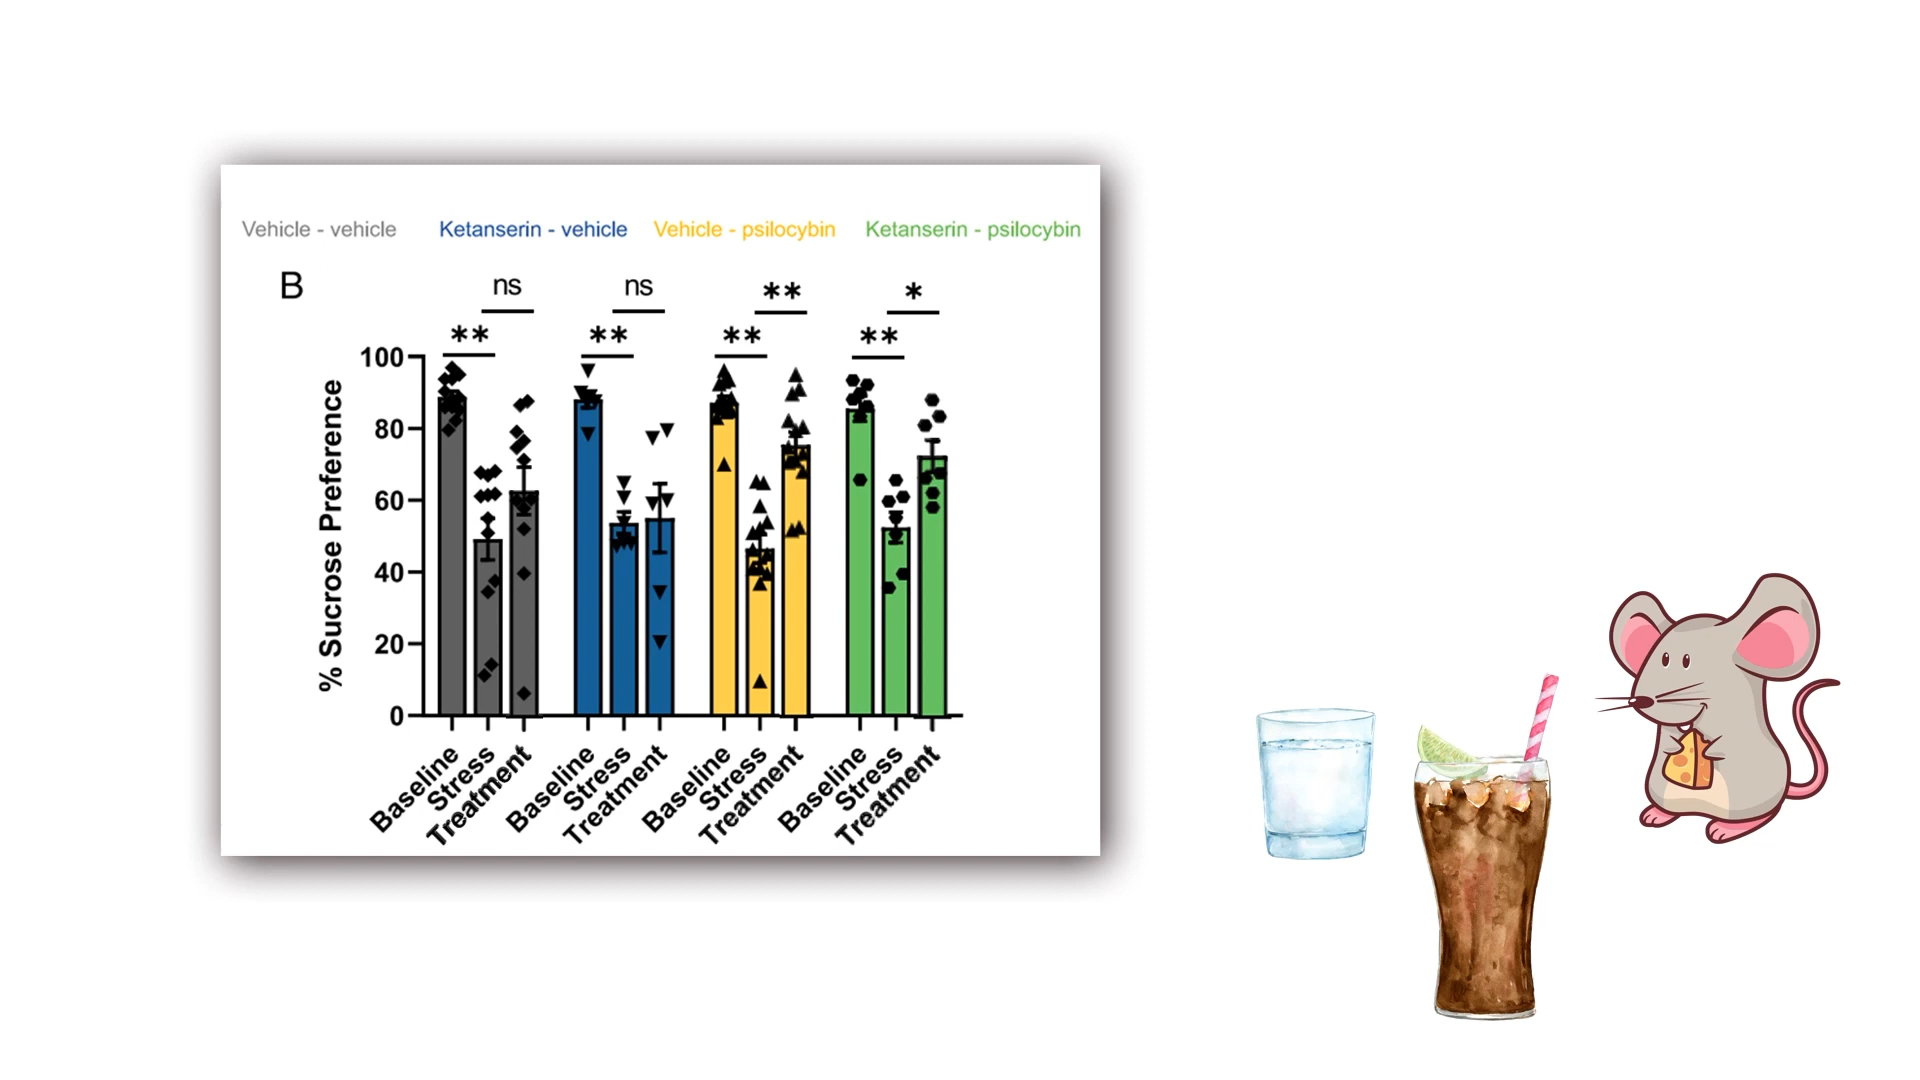 Vehicle - vehicle Ketanserin - vehicle Vehicle - psilocybin Ketanserin - psilocybin
B
ns ns ** *
** ** ** **
% Sucrose Preference
100
80
60
40
20
0
Baseline Stress Treatment Baseline Stress Treatment Baseline Stress Treatment Baseline Stress Treatment